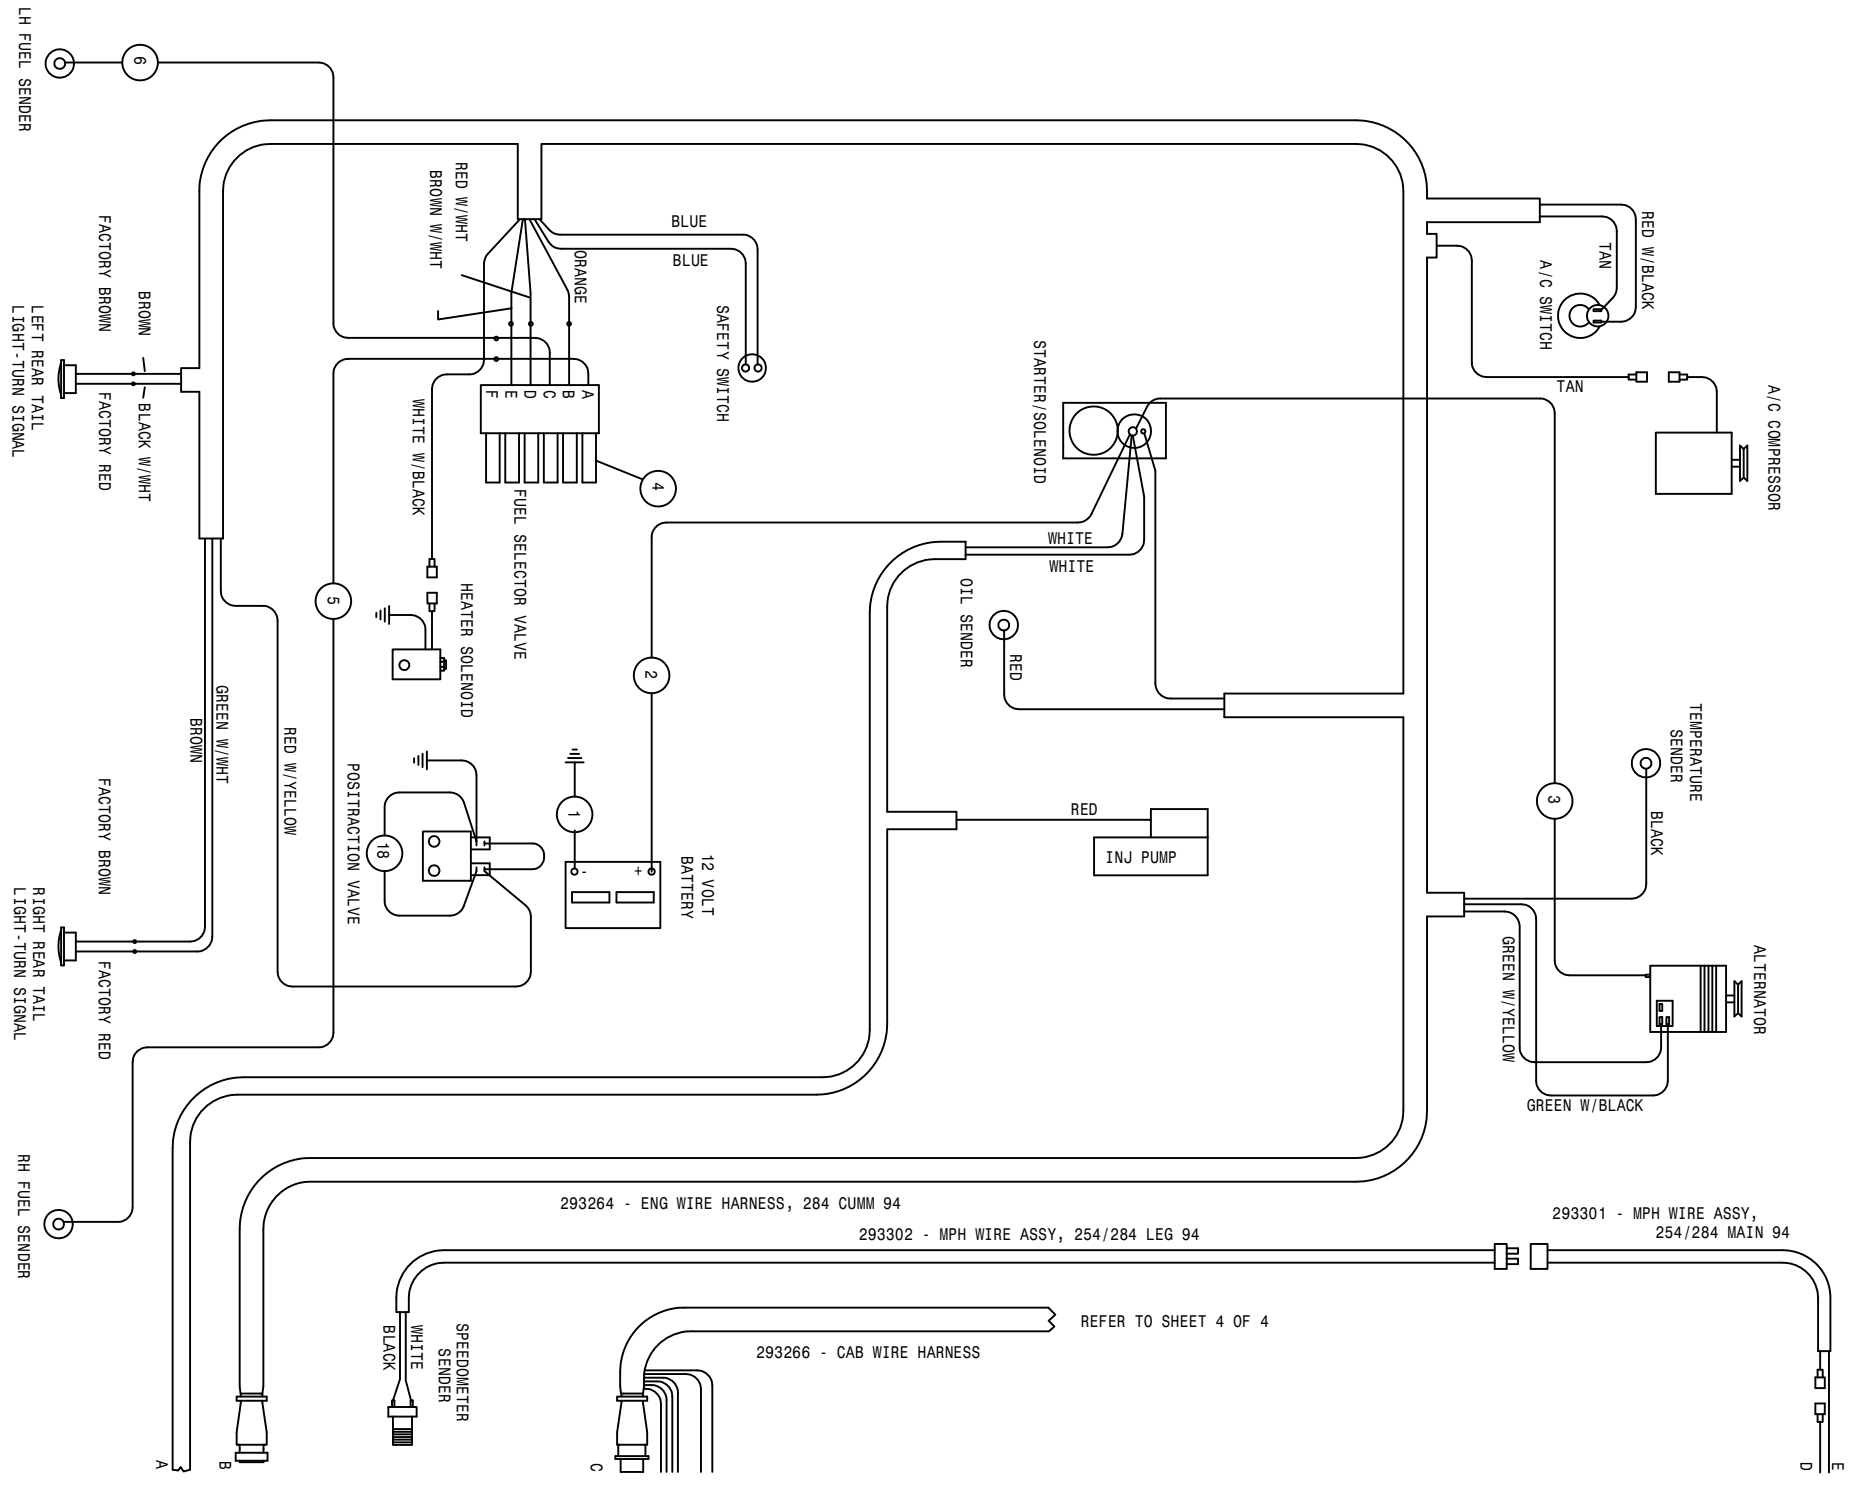 LH FUEL SENDER
6
RED W/WHT
BROWN W/WHT
BLUE
BLUE
ORANGE
SAFETY SWITCH
RED W/BLACK
TAN
A/C SWITCH
TAN
A/C COMPRESSOR
FACTORY BROWN
BROWN
LEFT REAR TAIL
LIGHT-TURN SIGNAL
FACTORY RED
BLACK W/WHT
F E D C B A
4
WHITE W/BLACK
FUEL SELECTOR VALVE
STARTER/SOLENOID
WHITE
WHITE
OIL SENDER
RED
5
HEATER SOLENOID
2
GREEN W/WHT
BROWN
RED W/YELLOW
POSITRACTION VALVE
18
1
- +
12 VOLT
BATTERY
RED
INJ PUMP
TEMPERATURE
SENDER
BLACK
3
GREEN W/YELLOW
GREEN W/BLACK
ALTERNATOR
FACTORY BROWN
RIGHT REAR TAIL
LIGHT-TURN SIGNAL
FACTORY RED
RH FUEL SENDER
293264 - ENG WIRE HARNESS, 284 CUMM 94
293302 - MPH WIRE ASSY, 254/284 LEG 94
293301 - MPH WIRE ASSY,
254/284 MAIN 94
REFER TO SHEET 4 OF 4
293266 - CAB WIRE HARNESS
WHITE
BLACK
SPEEDOMETER
SENDER
A
B
C
D
E